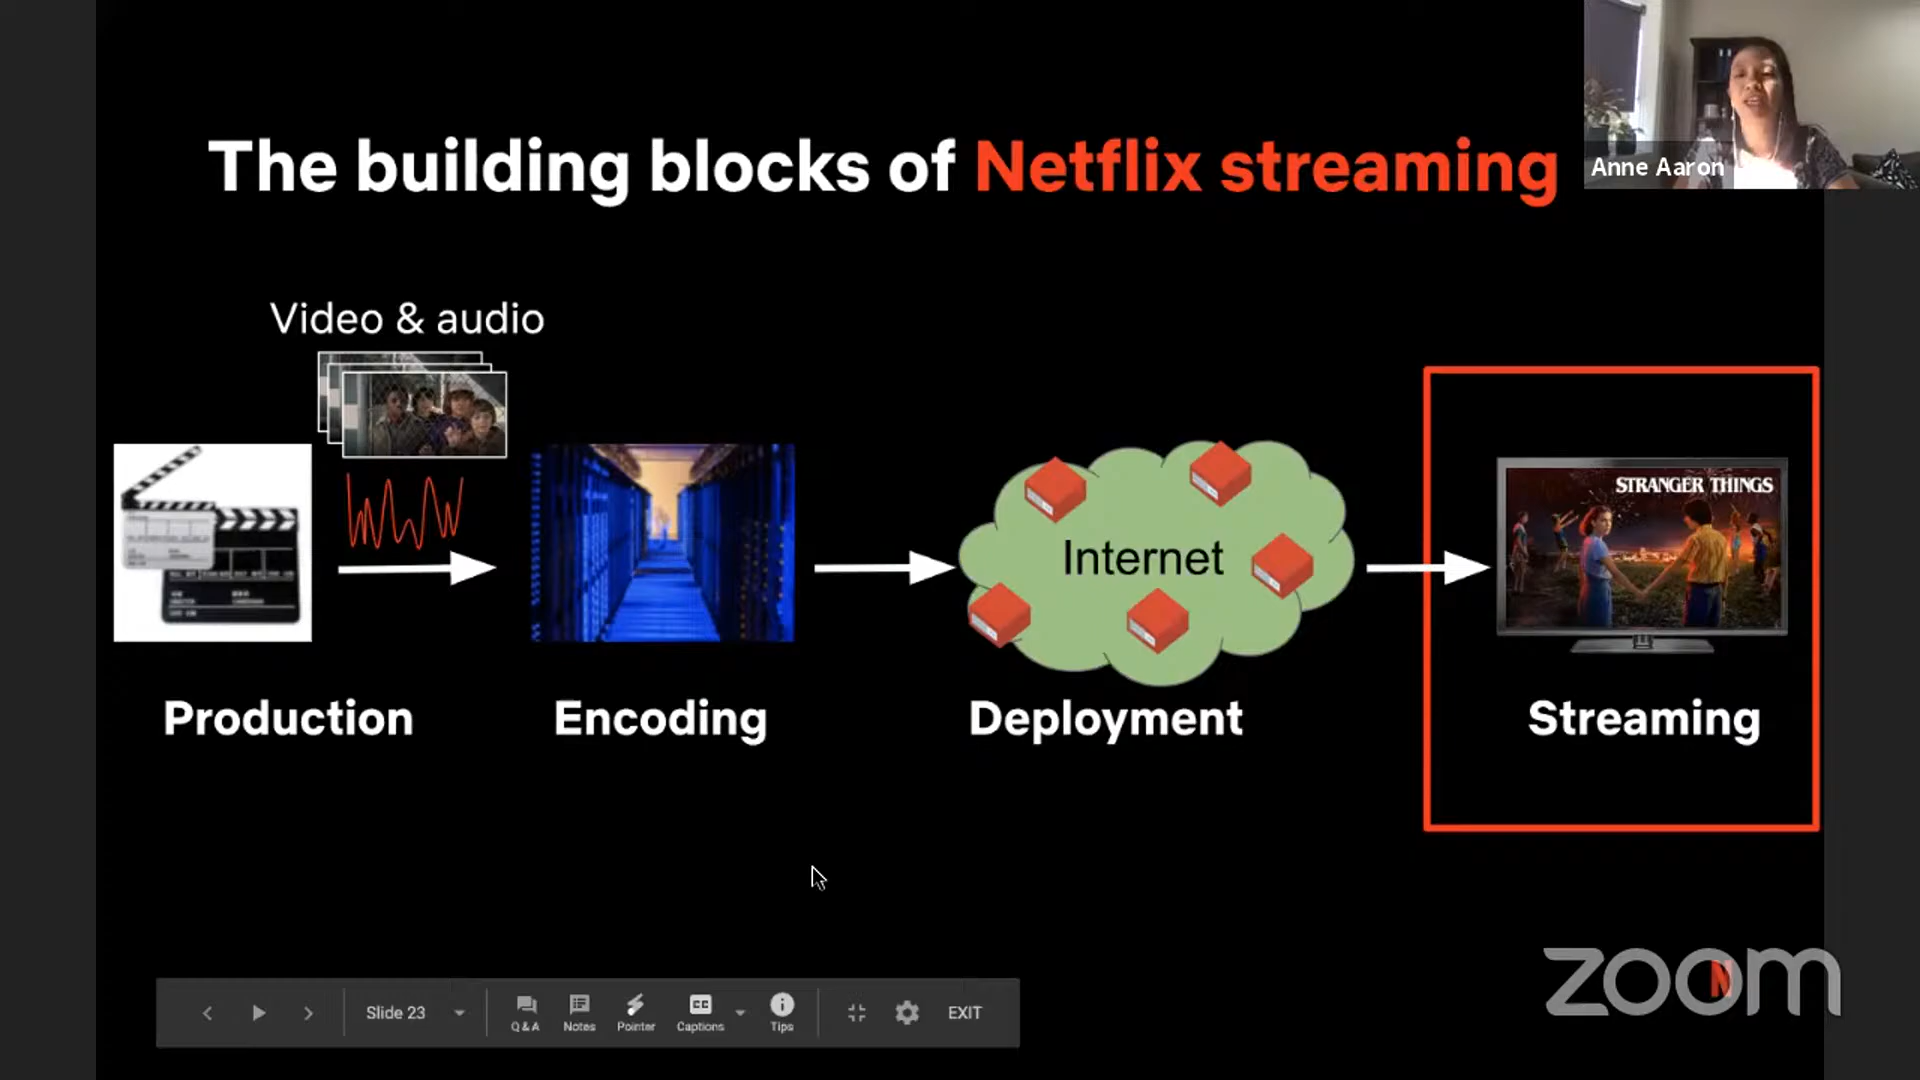 The building blocks of Netflix streaming
Anne Aaron
Video & audio
STRANGER THINGS
Internet
Production
Encoding
Deployment
Streaming
zoom
N
Slide 23
Q&A
Notes
Pointer
CC
Captions
Tips
EXIT